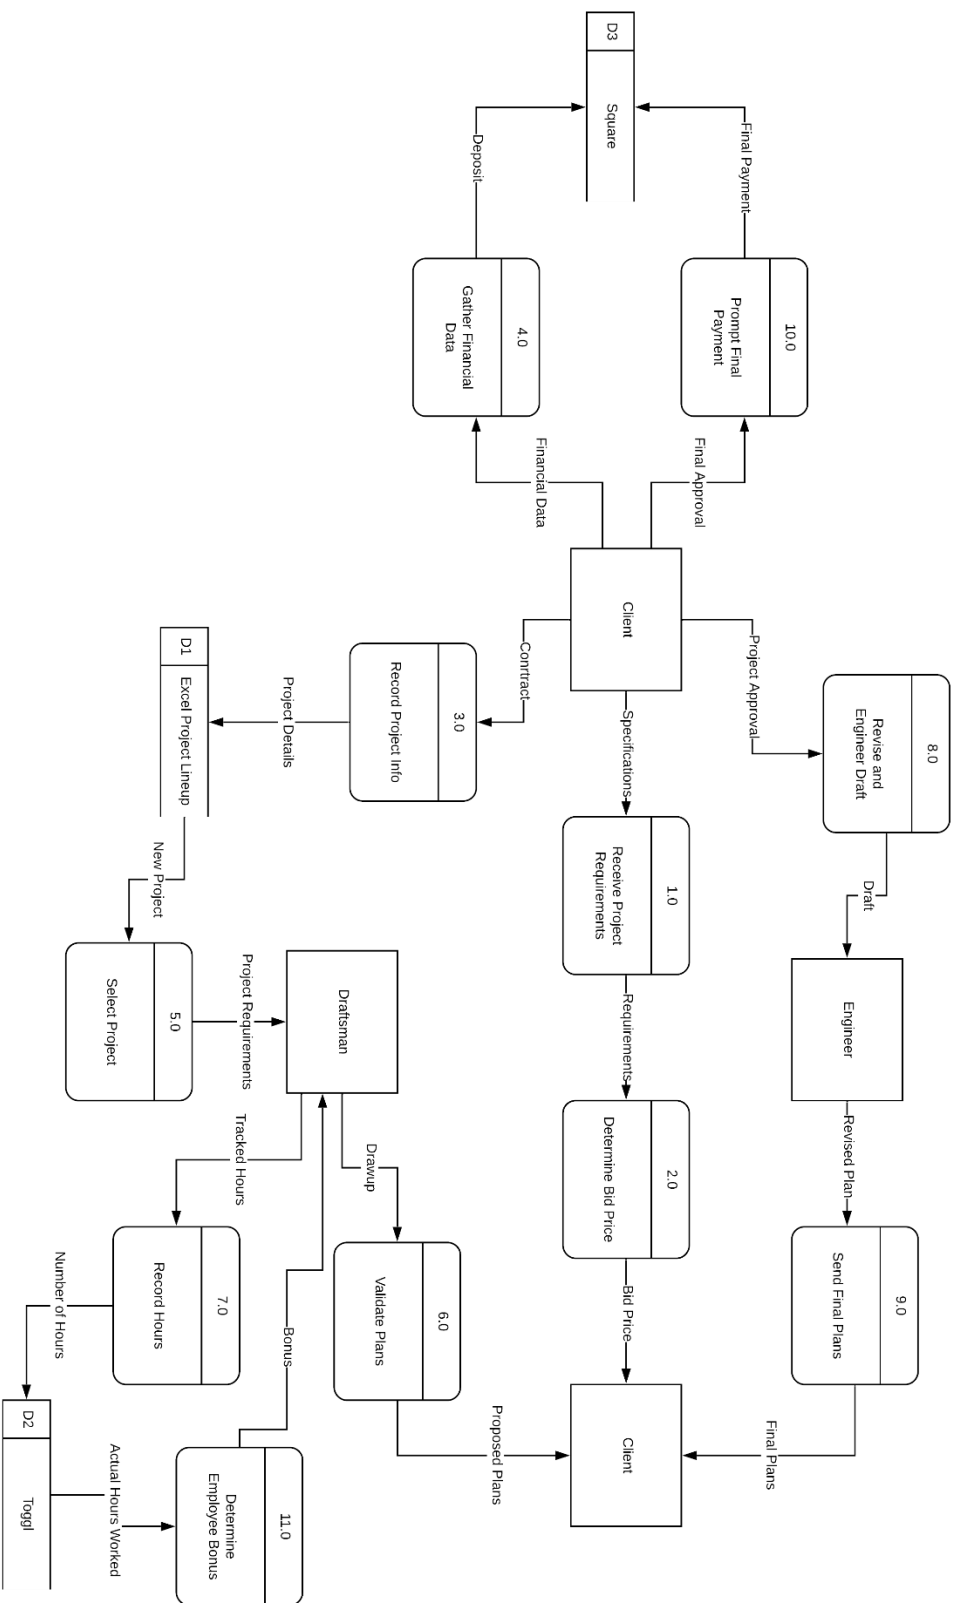 8.0
Revise and
Engineer Draft
Draft
Engineer
Revised Plan
9.0
Send Final Plans
Final Plans
10.0
Prompt Final
Payment
Final Payment
Final Approval
Project Approval
D3
Square
Client
Specifications
1.0
Receive Project
Requirements
Requirements
2.0
Determine Bid Price
Bid Price
Client
Deposit
4.0
Gather Financial
Data
Financial Data
Conrtract
3.0
Record Project Info
Project Details
D1
Excel Project Lineup
New Project
5.0
Select Project
Project Requirements
Draftsman
Drawup
6.0
Validate Plans
Proposed Plans
Tracked Hours
7.0
Record Hours
Number of Hours
Bonus
11.0
Determine
Employee Bonus
Actual Hours Worked
D2
Toggl